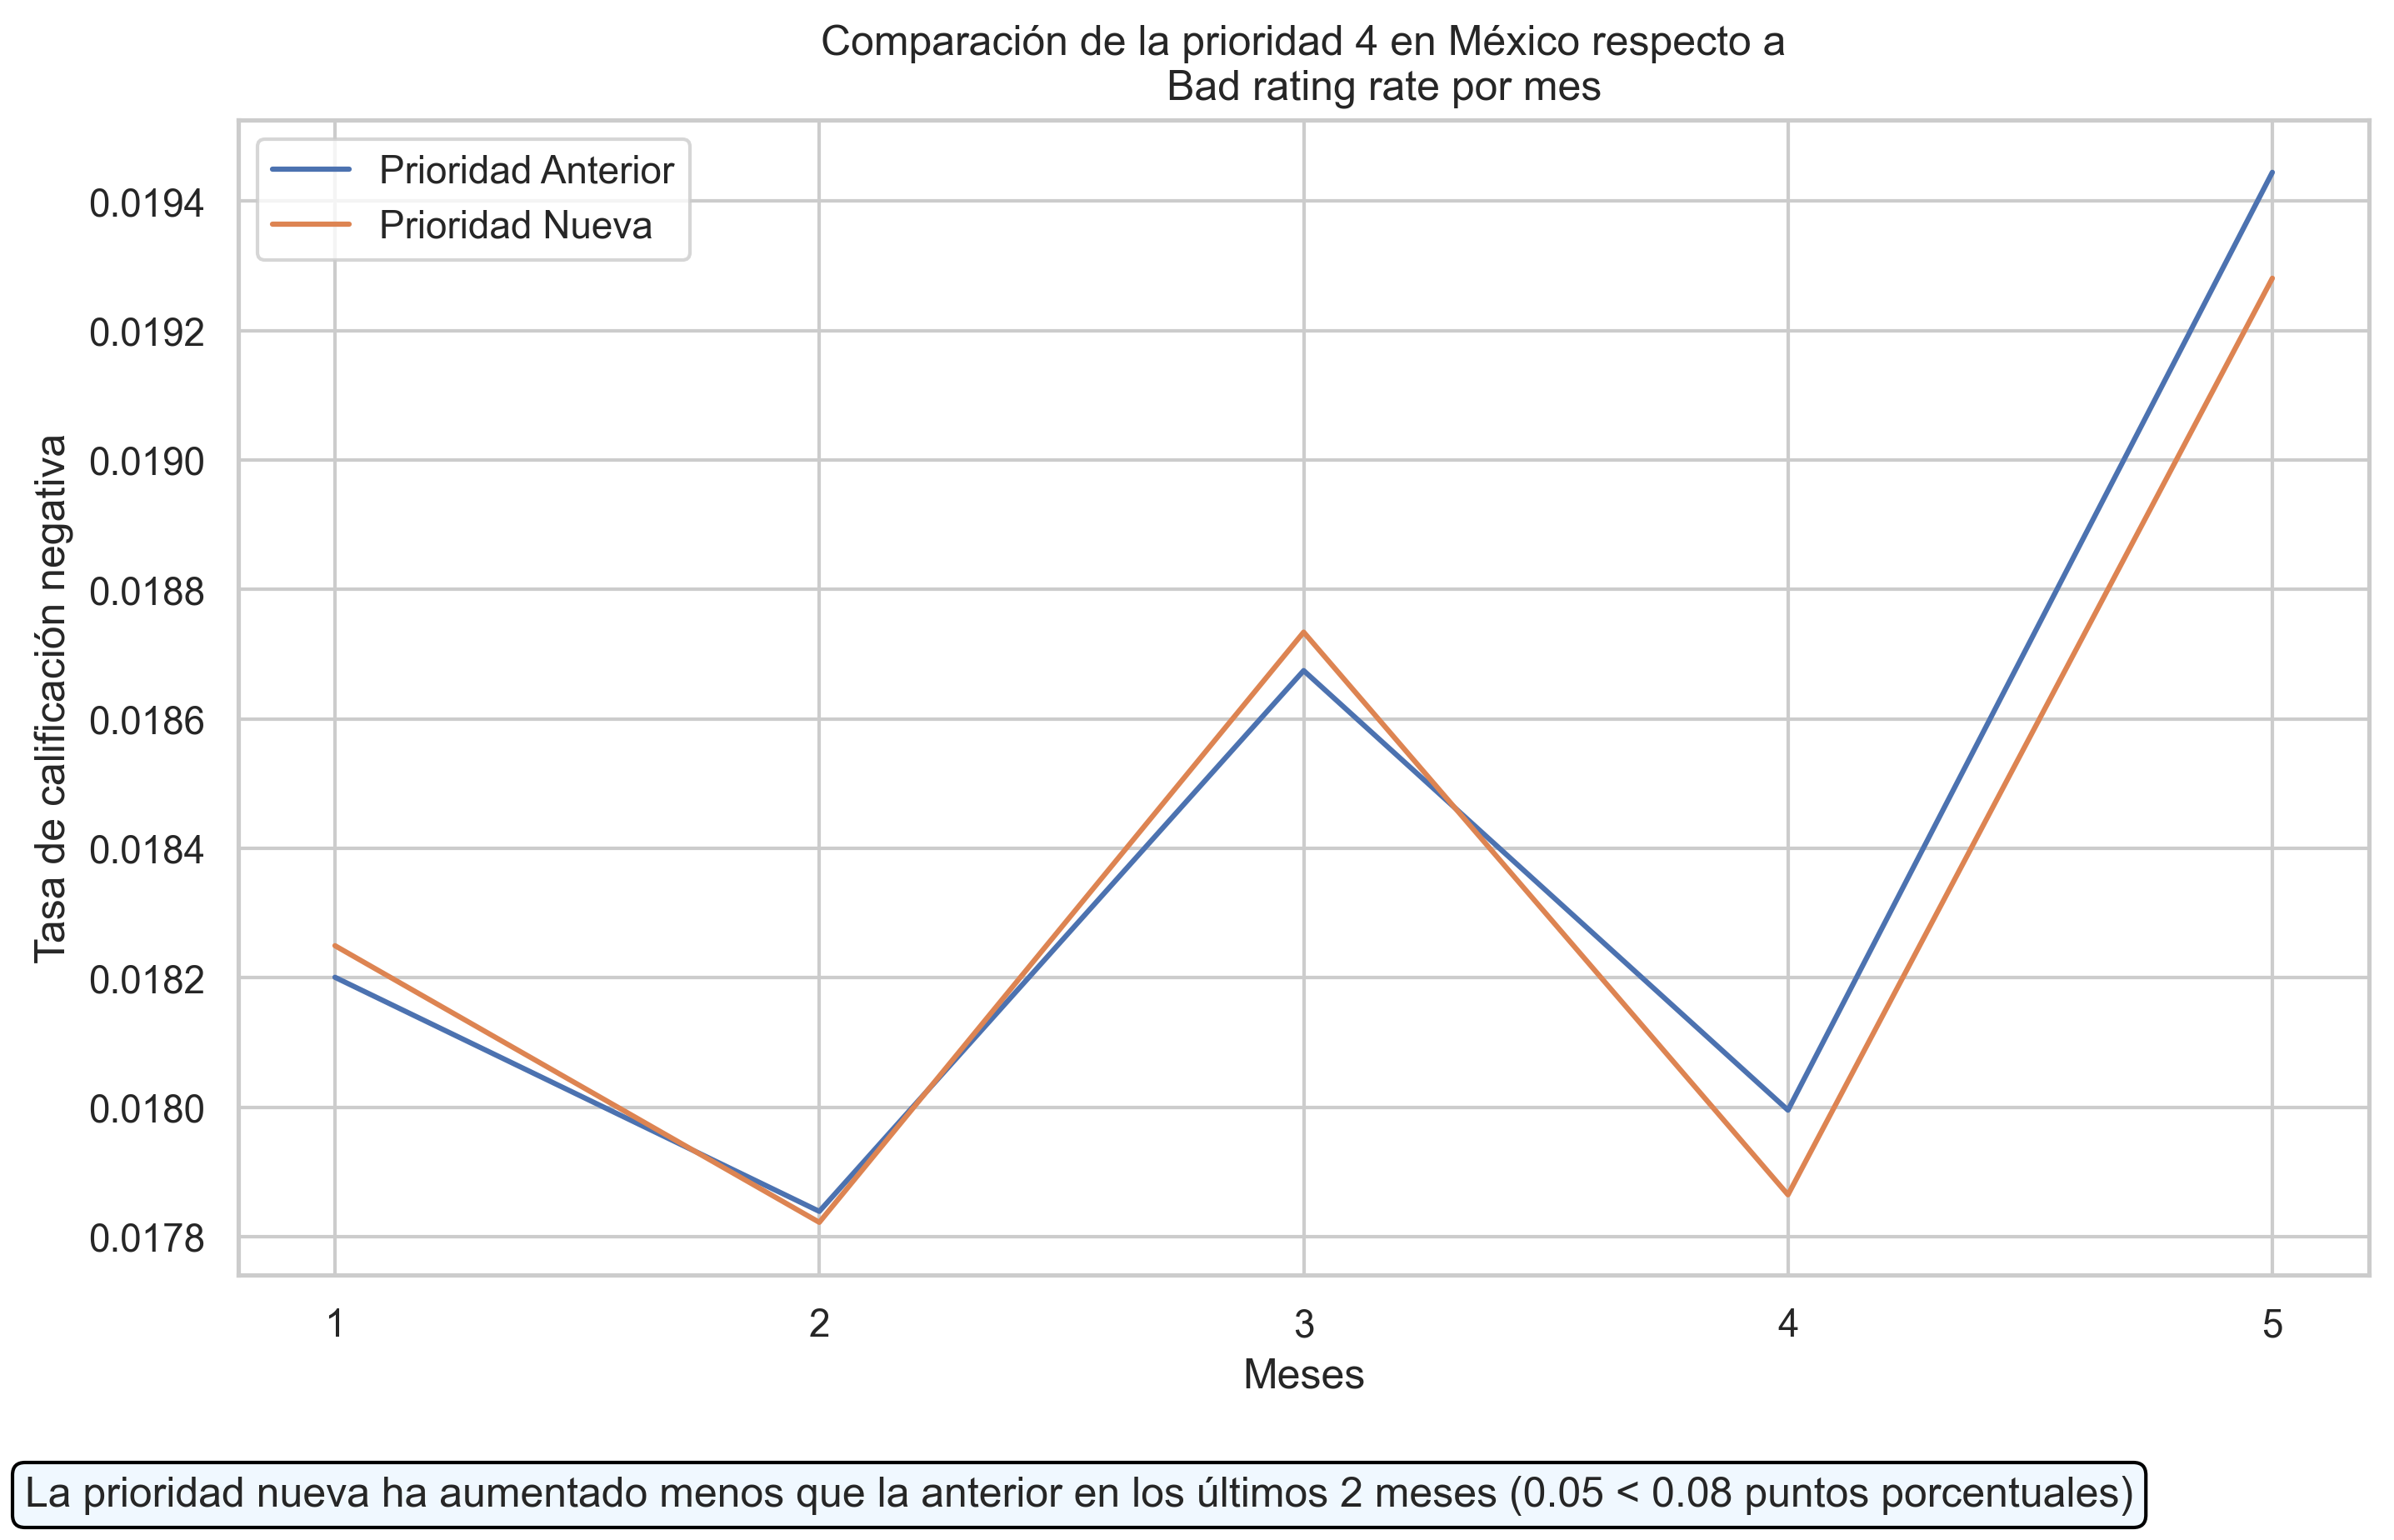 Comparación de la prioridad 4 en México respecto a
Bad rating rate por mes
Prioridad Anterior
Prioridad Nueva
Tasa de calificación negativa
0.0194
0.0192
0.0190
0.0188
0.0186
0.0184
0.0182
0.0180
0.0178
1 2 3 4 5
Meses
La prioridad nueva ha aumentado menos que la anterior en los últimos 2 meses (0.05 < 0.08 puntos porcentuales)